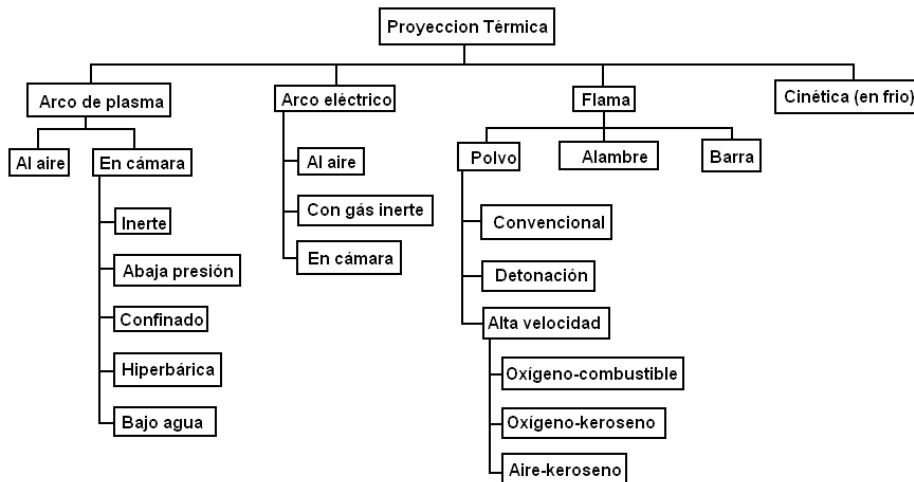 Proyeccion Térmica
Arco de plasma
Arco eléctrico
Flama
Cinética (en frio)
Al aire
En cámara
Inerte
Abaja presión
Confinado
Hiperbárica
Bajo agua
Al aire
Con gás inerte
En cámara
Polvo
Alambre
Barra
Convencional
Detonación
Alta velocidad
Oxígeno-combustible
Oxígeno-keroseno
Aire-keroseno